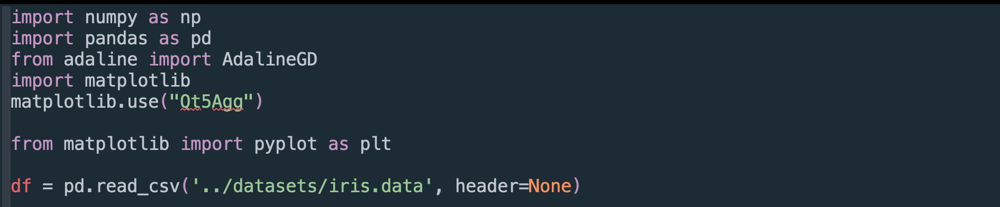 import numpy as np
import pandas as pd
from adaline import AdalineGD
import matplotlib
matplotlib.use("Qt5Agg")
from matplotlib import pyplot as plt
df = pd.read_csv('../datasets/iris.data', header=None)